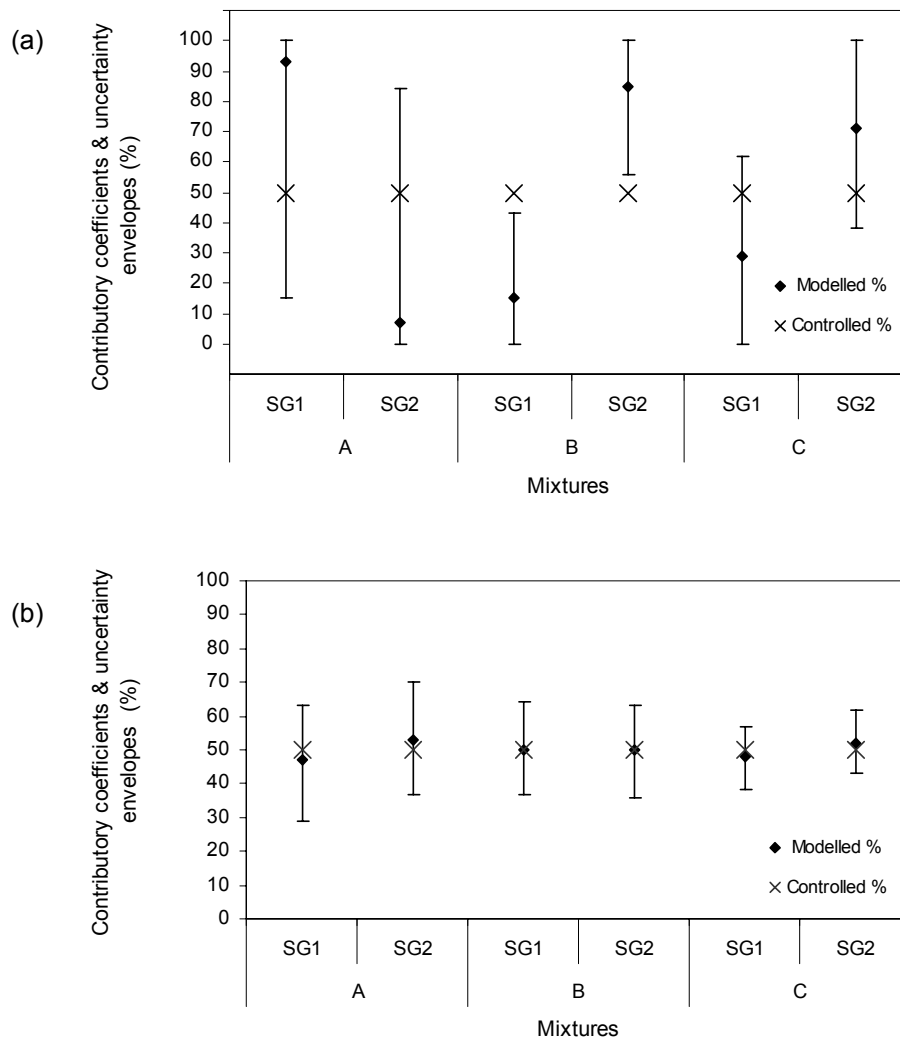 (a)
Contributory coefficients & uncertainty
envelopes (%)
100
90
80
70
60
50
40
30
20
10
0
Modelled %
Controlled %
SG1 SG2 SG1 SG2 SG1 SG2
A B C
Mixtures
(b)
Contributory coefficients & uncertainty
envelopes (%)
100
90
80
70
60
50
40
30
20
10
0
Modelled %
Controlled %
SG1 SG2 SG1 SG2 SG1 SG2
A B C
Mixtures